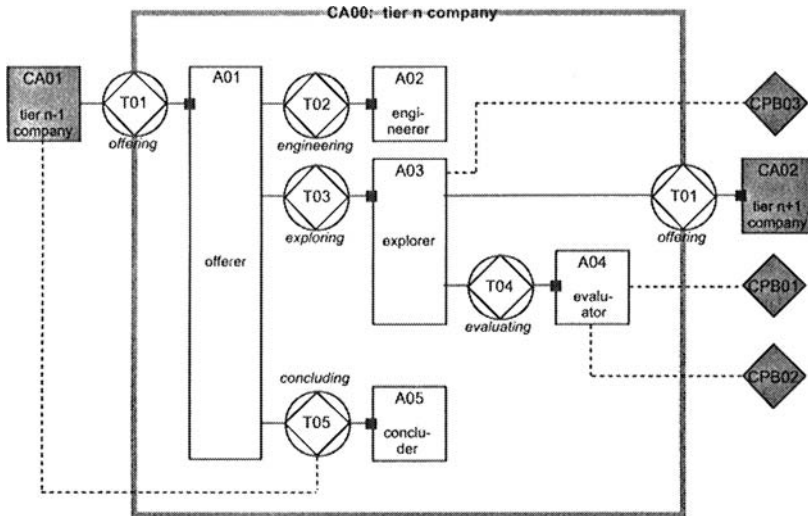 CA00: tier n company
CA01
tier n-1
company
T01
offering
A01
offerer
T02
engineering
A02
engi-
neerer
CPB03
T03
exploring
A03
explorer
T01
offering
CA02
tier n+1
company
T04
evaluating
A04
evalu-
ator
CPB01
CPB02
concluding
T05
A05
conclu-
der